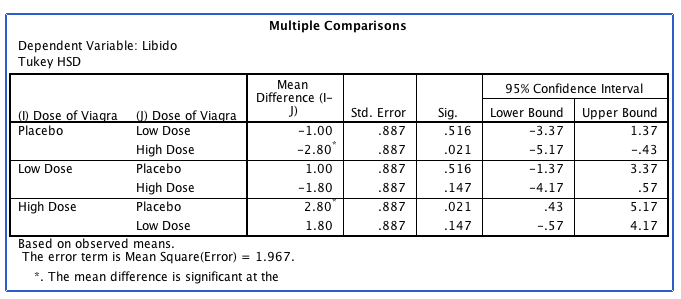 Multiple Comparisons
Dependent Variable: Libido
Tukey HSD
(I) Dose of Viagra (J) Dose of Viagra Mean Difference (I-J) Std. Error Sig. 95% Confidence Interval
Lower Bound Upper Bound
Placebo Low Dose -1.00 .887 .516 -3.37 1.37
High Dose -2.80* .887 .021 -5.17 -.43
Low Dose Placebo 1.00 .887 .516 -1.37 3.37
High Dose -1.80 .887 .147 -4.17 .57
High Dose Placebo 2.80* .887 .021 .43 5.17
Low Dose 1.80 .887 .147 -.57 4.17
Based on observed means.
The error term is Mean Square(Error) = 1.967.
*. The mean difference is significant at the